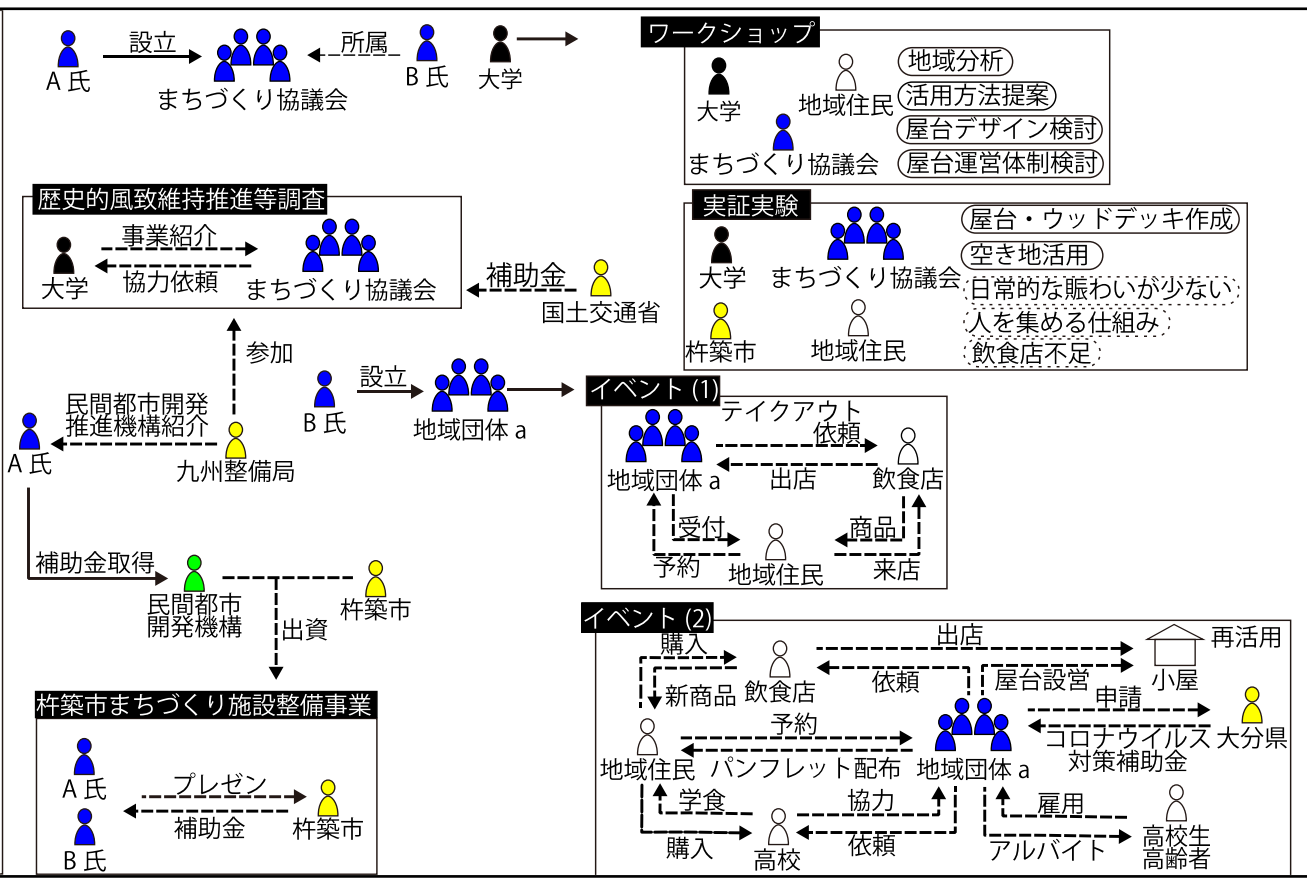 設立
所属
A 氏
まちづくり協議会
B 氏
大学
ワークショップ
大学
地域住民
まちづくり協議会
地域分析
活用方法提案
屋台デザイン検討
屋台運営体制検討
歴史的風致維持推進等調査
事業紹介
協力依頼
大学
まちづくり協議会
補助金
国土交通省
実証実験
大学
まちづくり協議会
杵築市
地域住民
屋台・ウッドデッキ作成
空き地活用
日常的な賑わいが少ない
人を集める仕組み
飲食店不足
参加
民間都市開発
推進機構紹介
A 氏
九州整備局
設立
B 氏
地域団体 a
イベント (1)
テイクアウト
依頼
出店
地域団体 a
飲食店
受付
予約
地域住民
商品
来店
補助金取得
民間都市
開発機構
杵築市
出資
杵築市まちづくり施設整備事業
A 氏
B 氏
プレゼン
補助金
杵築市
イベント (2)
購入
新商品
飲食店
出店
依頼
屋台設営
小屋
再活用
申請
コロナウイルス
対策補助金
大分県
予約
パンフレット配布
地域住民
地域団体 a
学食
購入
高校
協力
依頼
雇用
アルバイト
高校生
高齢者